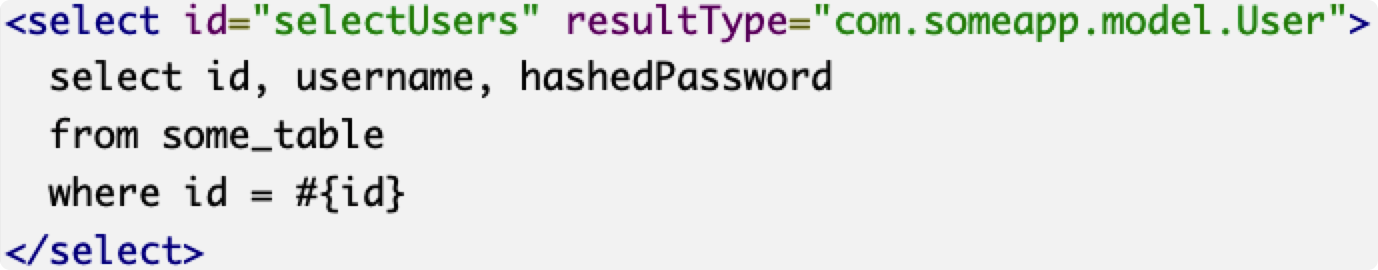 <select id="selectUsers" resultType="com.someapp.model.User">
  select id, username, hashedPassword
  from some_table
  where id = #{id}
</select>